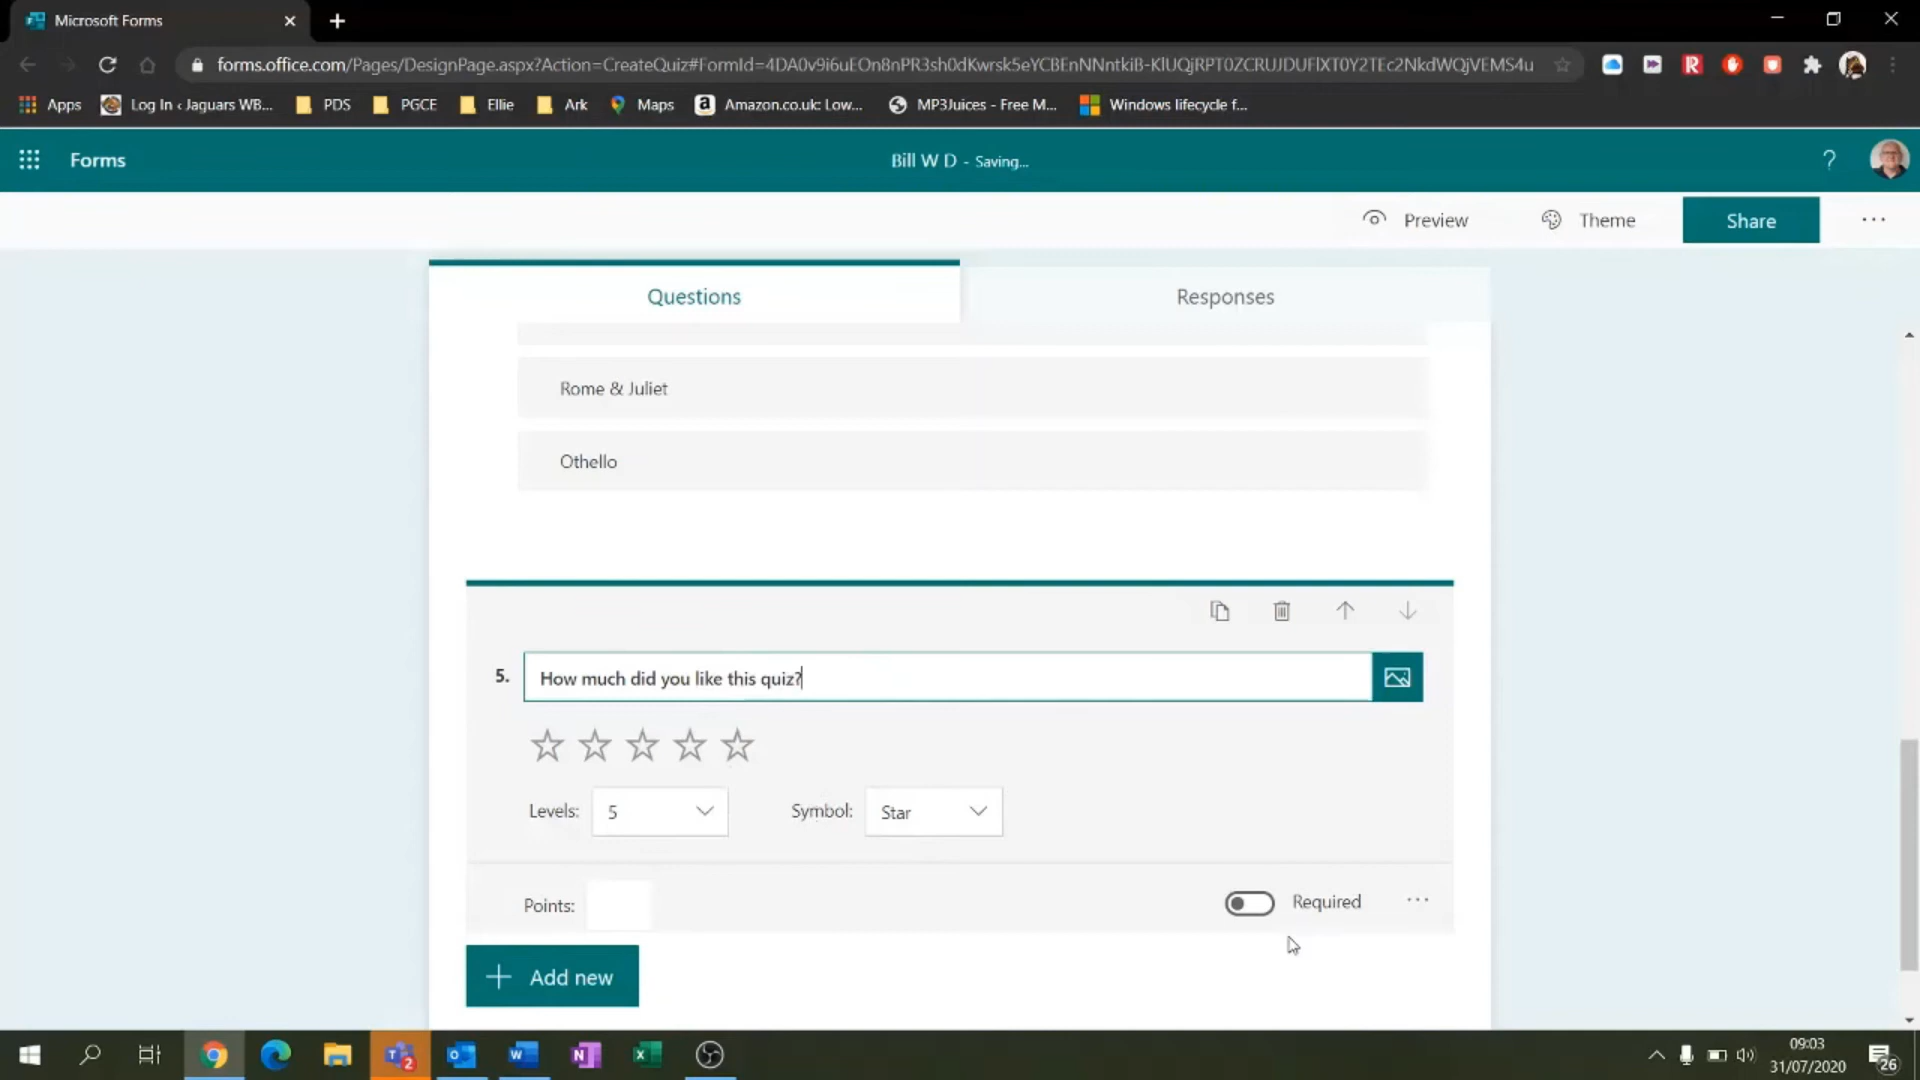 Microsoft Forms
forms.office.com/Pages/DesignPage.aspx?Action=CreateQuiz#FormId=4DA0v9i6uEOn8nPR3sh0dKwrsk5eYCBEnNNntkiB-KlUQjRPT0ZCRUJDUFlXT0Y2TEc2NkdWQjVEMS4u
Apps Log In ‹ Jaguars WB... PDS PGCE Ellie Ark Maps Amazon.co.uk: Low... MP3Juices - Free M... Windows lifecycle f...
Forms Bill W D - Saving... ?
Preview Theme Share ...
Questions Responses
Rome & Juliet
Othello
5. How much did you like this quiz?
Levels: 5 Symbol: Star
Points: Required ...
+ Add new
09:03
31/07/2020
26
2